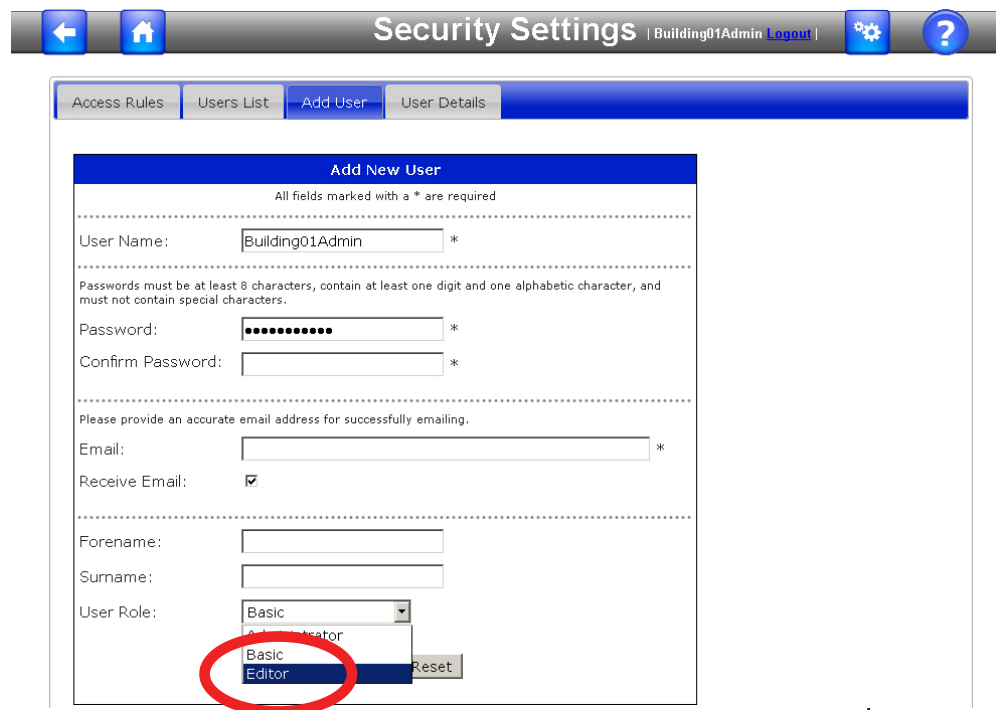 Security Settings | Building01Admin Logout |
?
Access Rules Users List Add User User Details
Add New User
All fields marked with a * are required
User Name: Building01Admin *
Passwords must be at least 8 characters, contain at least one digit and one alphabetic character, and
must not contain special characters.
Password: ••••••••••• *
Confirm Password: *
Please provide an accurate email address for successfully emailing.
Email: *
Receive Email:
Forename:
Surname:
User Role: Basic
Administrator
Basic
Editor
Reset